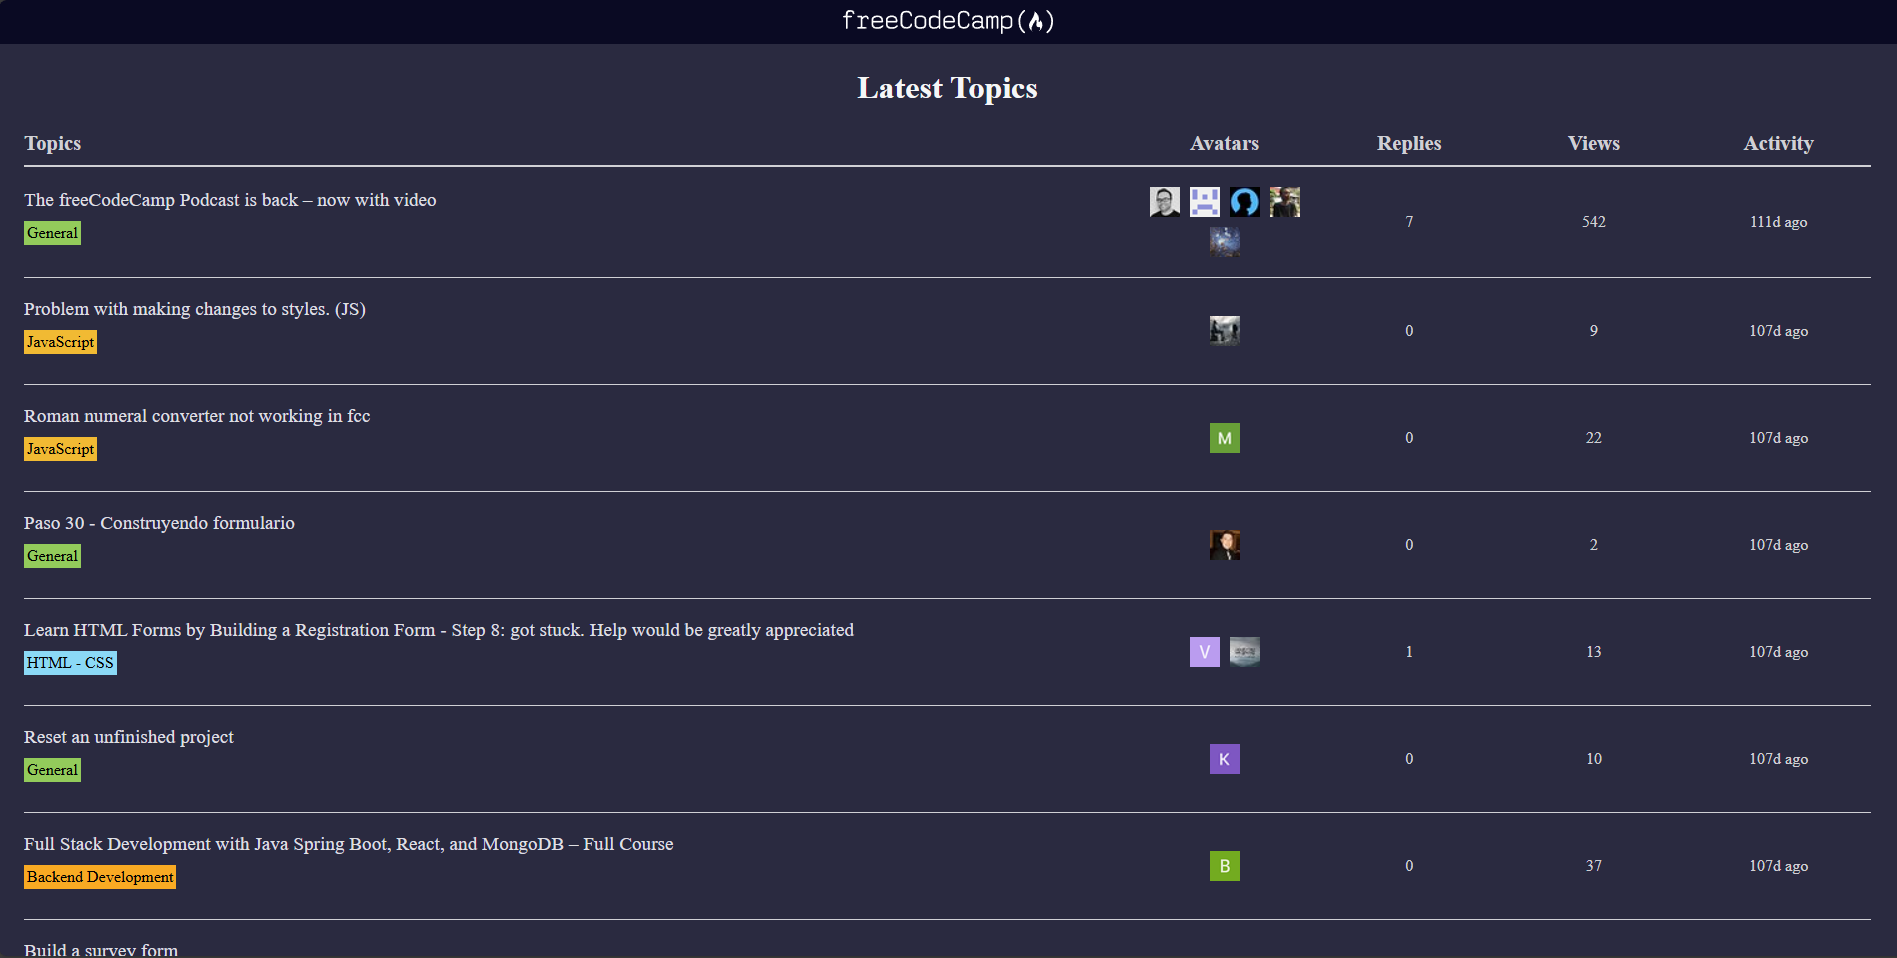 freeCodeCamp(🔥)
Latest Topics
Topics Avatars Replies Views Activity
The freeCodeCamp Podcast is back – now with video
General
7 542 111d ago
Problem with making changes to styles. (JS)
JavaScript
0 9 107d ago
Roman numeral converter not working in fcc
JavaScript
M 0 22 107d ago
Paso 30 - Construyendo formulario
General
0 2 107d ago
Learn HTML Forms by Building a Registration Form - Step 8: got stuck. Help would be greatly appreciated
HTML - CSS
V 1 13 107d ago
Reset an unfinished project
General
K 0 10 107d ago
Full Stack Development with Java Spring Boot, React, and MongoDB – Full Course
Backend Development
B 0 37 107d ago
Build a survey form